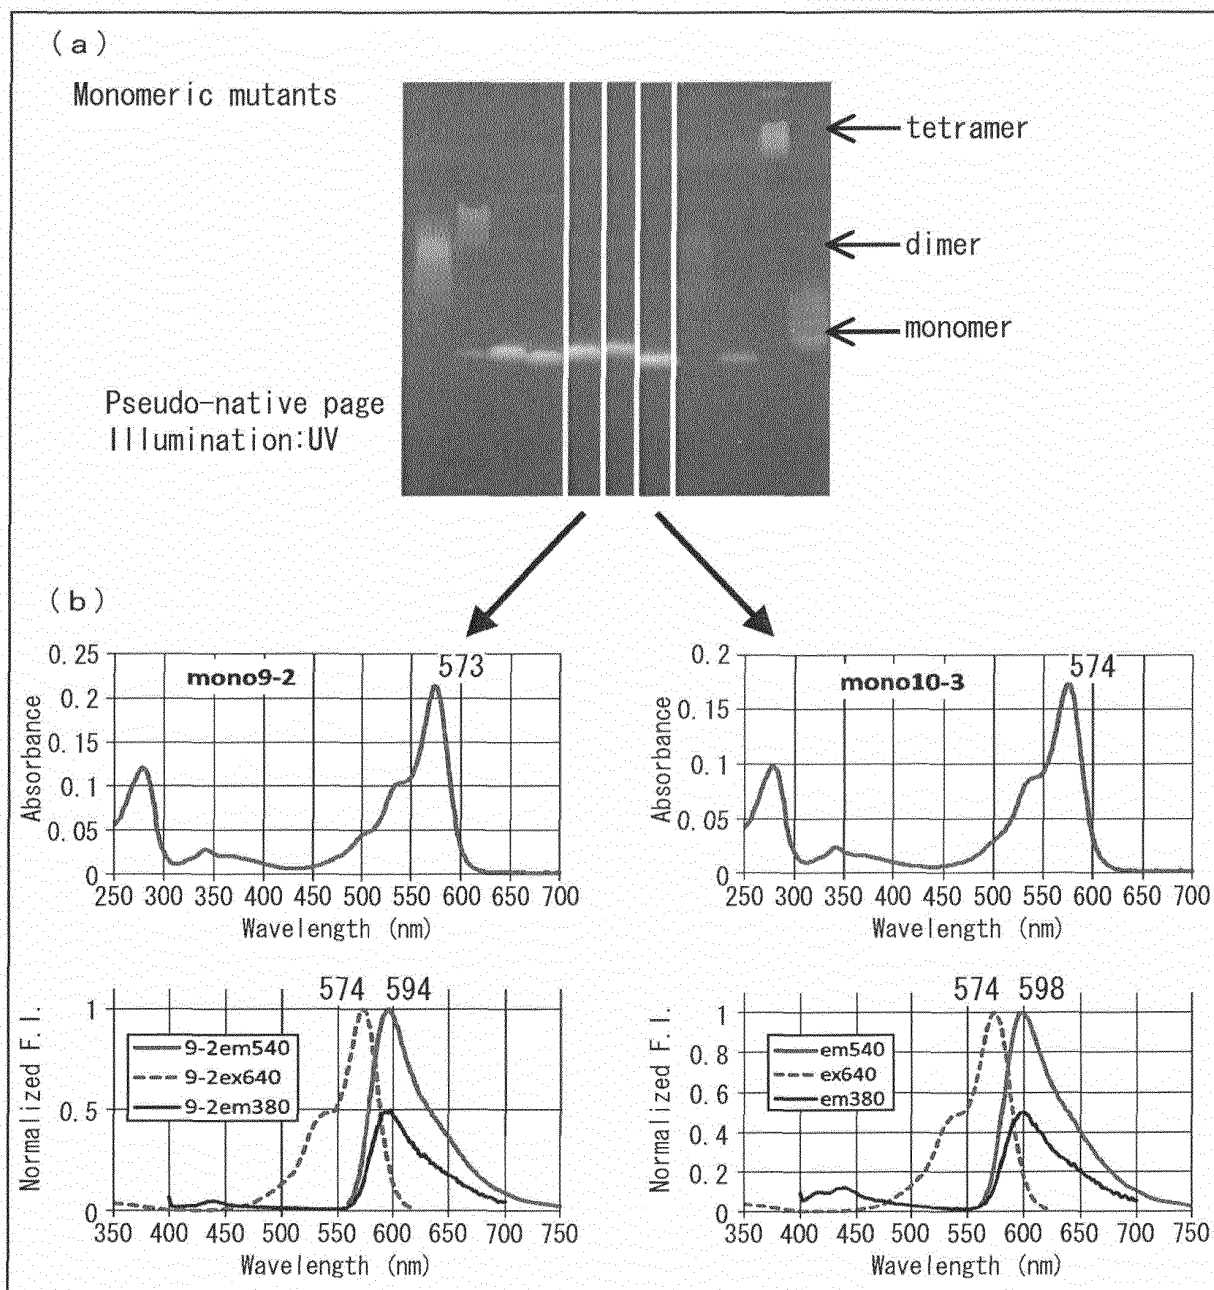 (a)
Monomeric mutants
tetramer
dimer
monomer
Pseudo-native page
Illumination:UV
(b)
0.25
0.2
0.15
0.1
0.05
0
Absorbance
mono9-2
573
250 300 350 400 450 500 550 600 650 700
Wavelength (nm)
0.2
0.15
0.1
0.05
0
Absorbance
mono10-3
574
250 300 350 400 450 500 550 600 650 700
Wavelength (nm)
574 594
1
0.5
0
Normalized F.I.
9-2em540
9-2ex640
9-2em380
350 400 450 500 550 600 650 700 750
Wavelength (nm)
574 598
1
0.8
0.6
0.4
0.2
0
Normalized F.I.
em540
ex640
em380
350 400 450 500 550 600 650 700 750
Wavelength (nm)